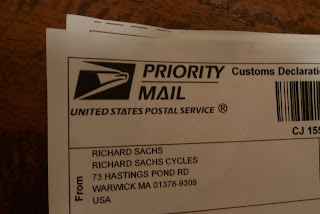 PRIORITY
MAIL
UNITED STATES POSTAL SERVICE ®
Customs Declaratio
CJ 155
From
RICHARD SACHS
RICHARD SACHS CYCLES
73 HASTINGS POND RD
WARWICK MA 01378-9309
USA